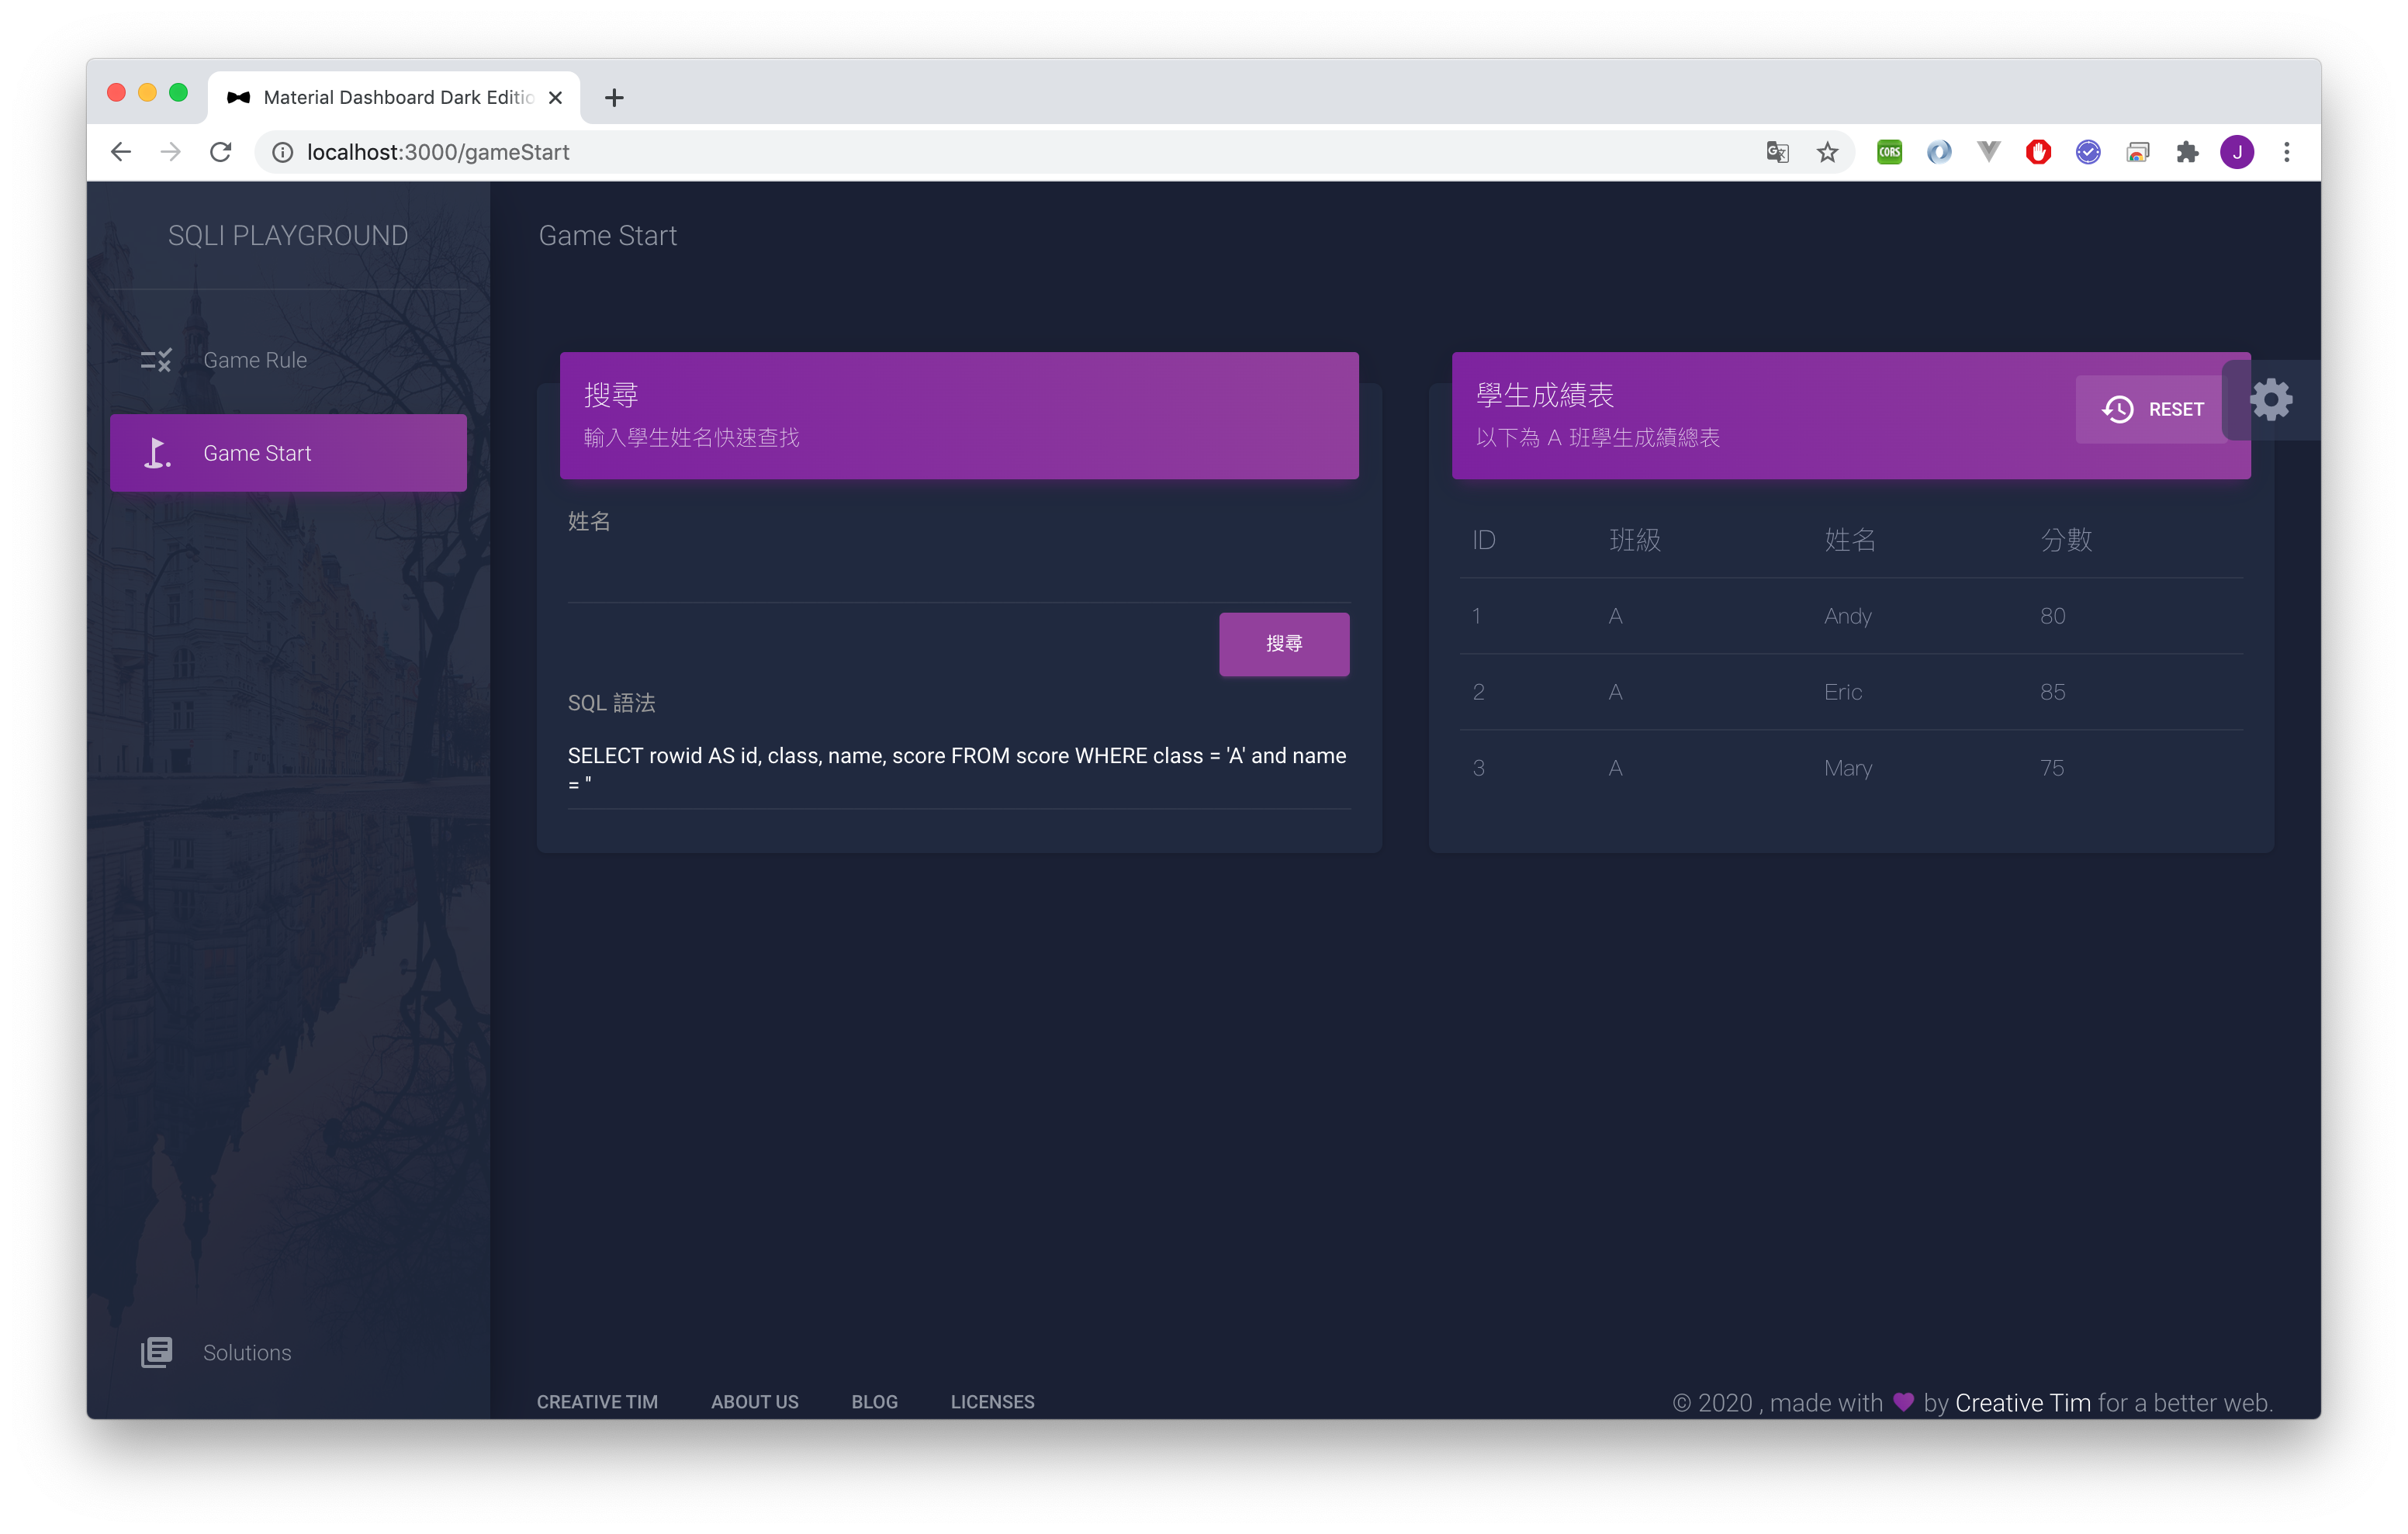 Material Dashboard Dark Editio
localhost:3000/gameStart
CORS
J
SQLI PLAYGROUND
Game Rule
Game Start
Solutions
Game Start
搜尋
輸入學生姓名快速查找
姓名
搜尋
SQL 語法
SELECT rowid AS id, class, name, score FROM score WHERE class = 'A' and name
= ''
學生成績表
以下為 A 班學生成績總表
RESET
ID 班級 姓名 分數
1 A Andy 80
2 A Eric 85
3 A Mary 75
CREATIVE TIM ABOUT US BLOG LICENSES
© 2020 , made with ♥ by Creative Tim for a better web.